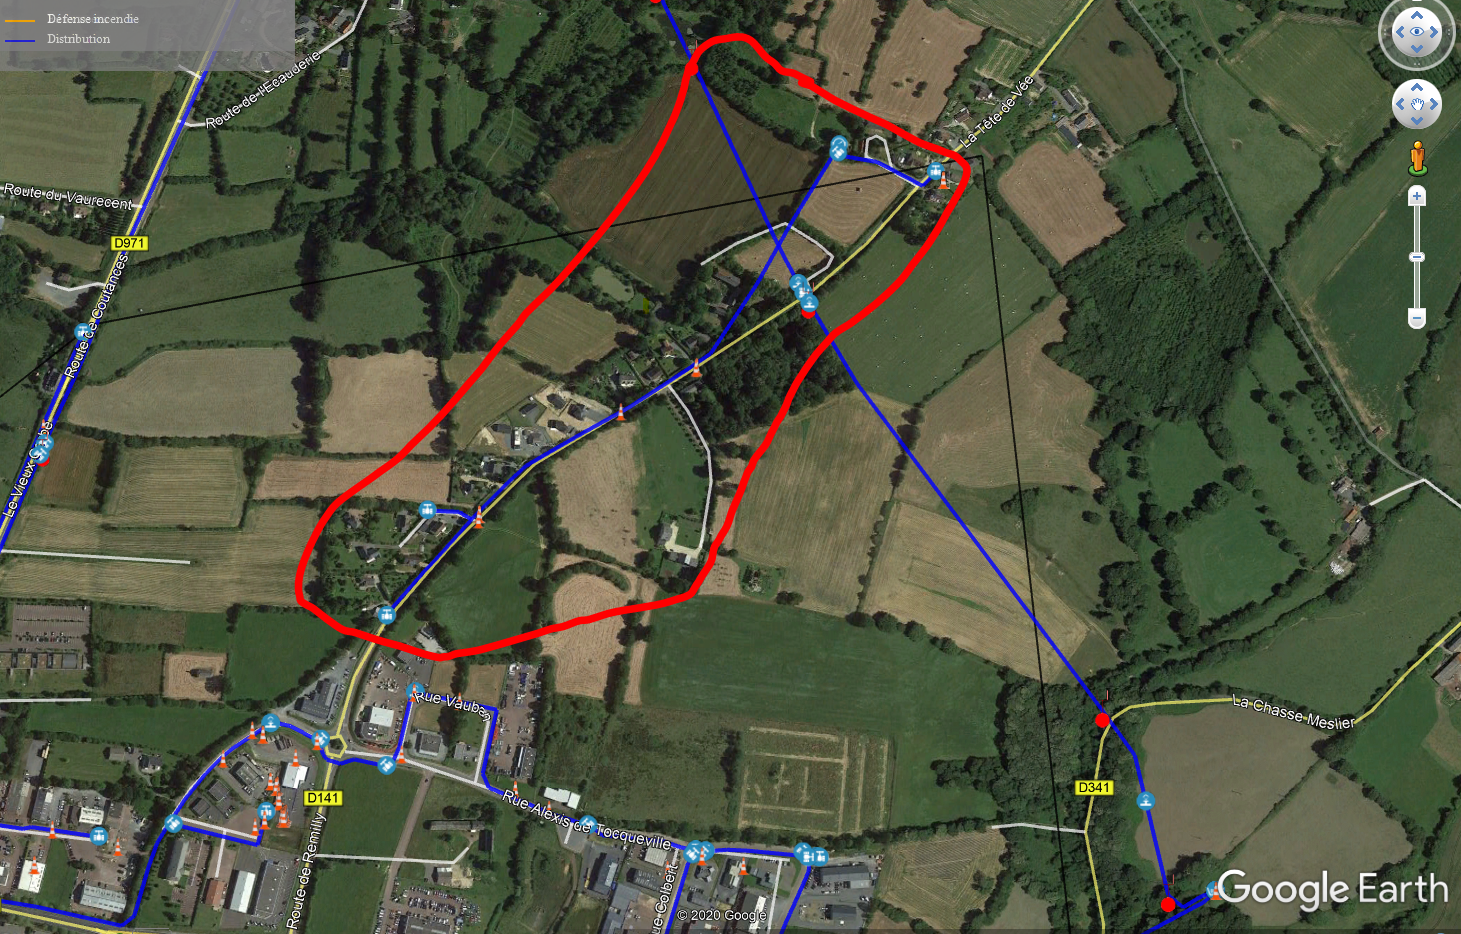 Défense incendie
Distribution
Route de l'Ecauderie
La Tête de Vée
Route du Vaurecent
D971
Route de Coutances
Le Vieux
Rue Vauban
La Chasse Meslier
D341
D141
Rue Alexis de Tocqueville
Route de Remilly
ue Colbert
Google Earth
© 2020 Google